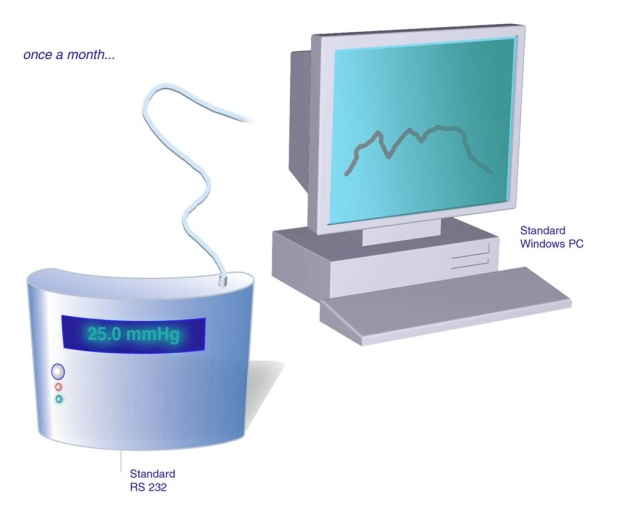 once a month...
Standard
Windows PC
25.0 mmHg
Standard
RS 232